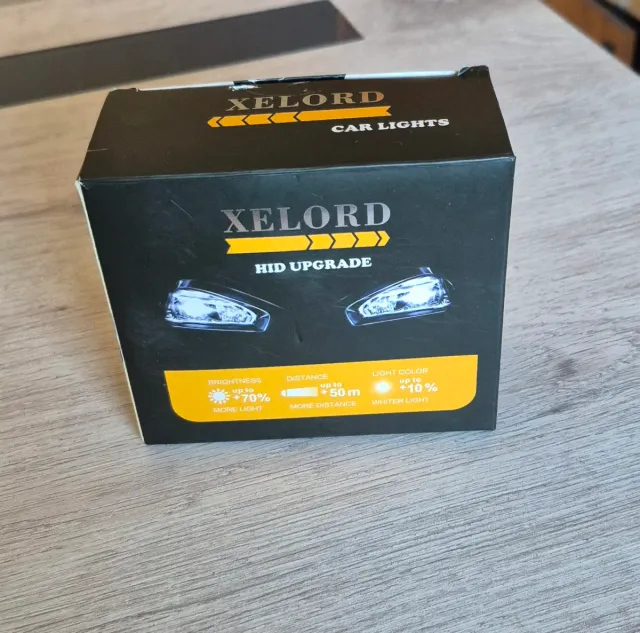 XELORD
CAR LIGHTS
XELORD
HID UPGRADE
BRIGHTNESS
up to
+70%
MORE LIGHT
DISTANCE
up to
+50m
MORE DISTANCE
LIGHT COLOR
up to
+10%
WHITER LIGHT